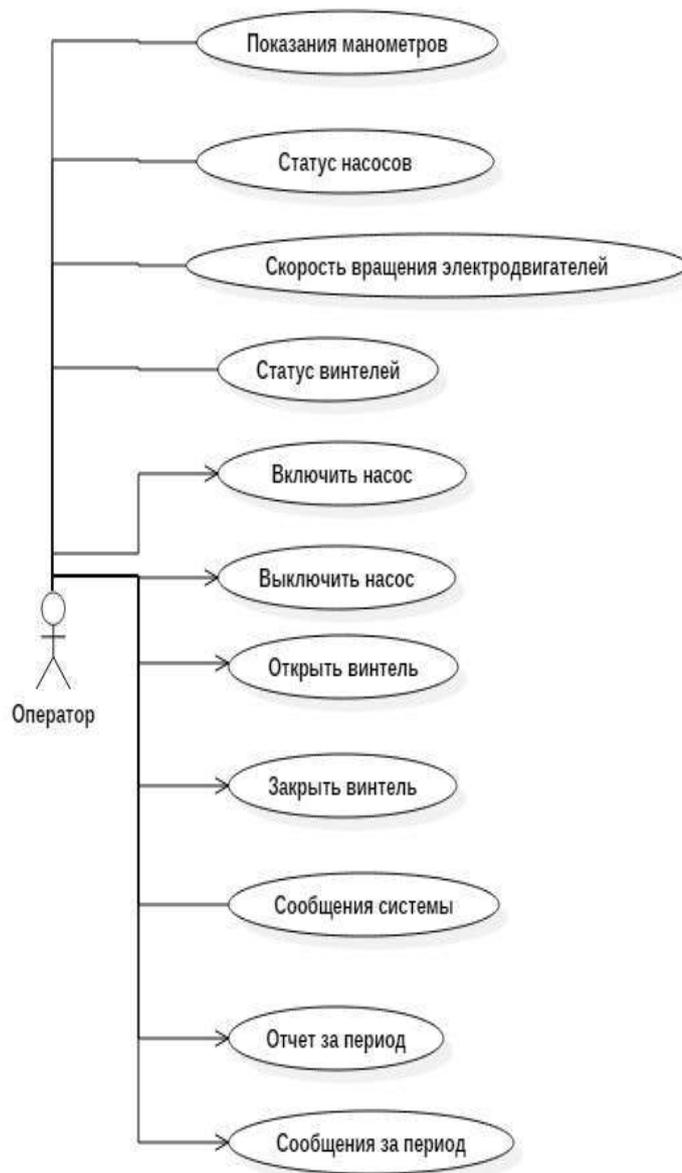 Показания манометров
Статус насосов
Скорость вращения электродвигателей
Статус винтелей
Включить насос
Выключить насос
Открыть винтель
Оператор
Закрыть винтель
Сообщения системы
Отчет за период
Сообщения за период